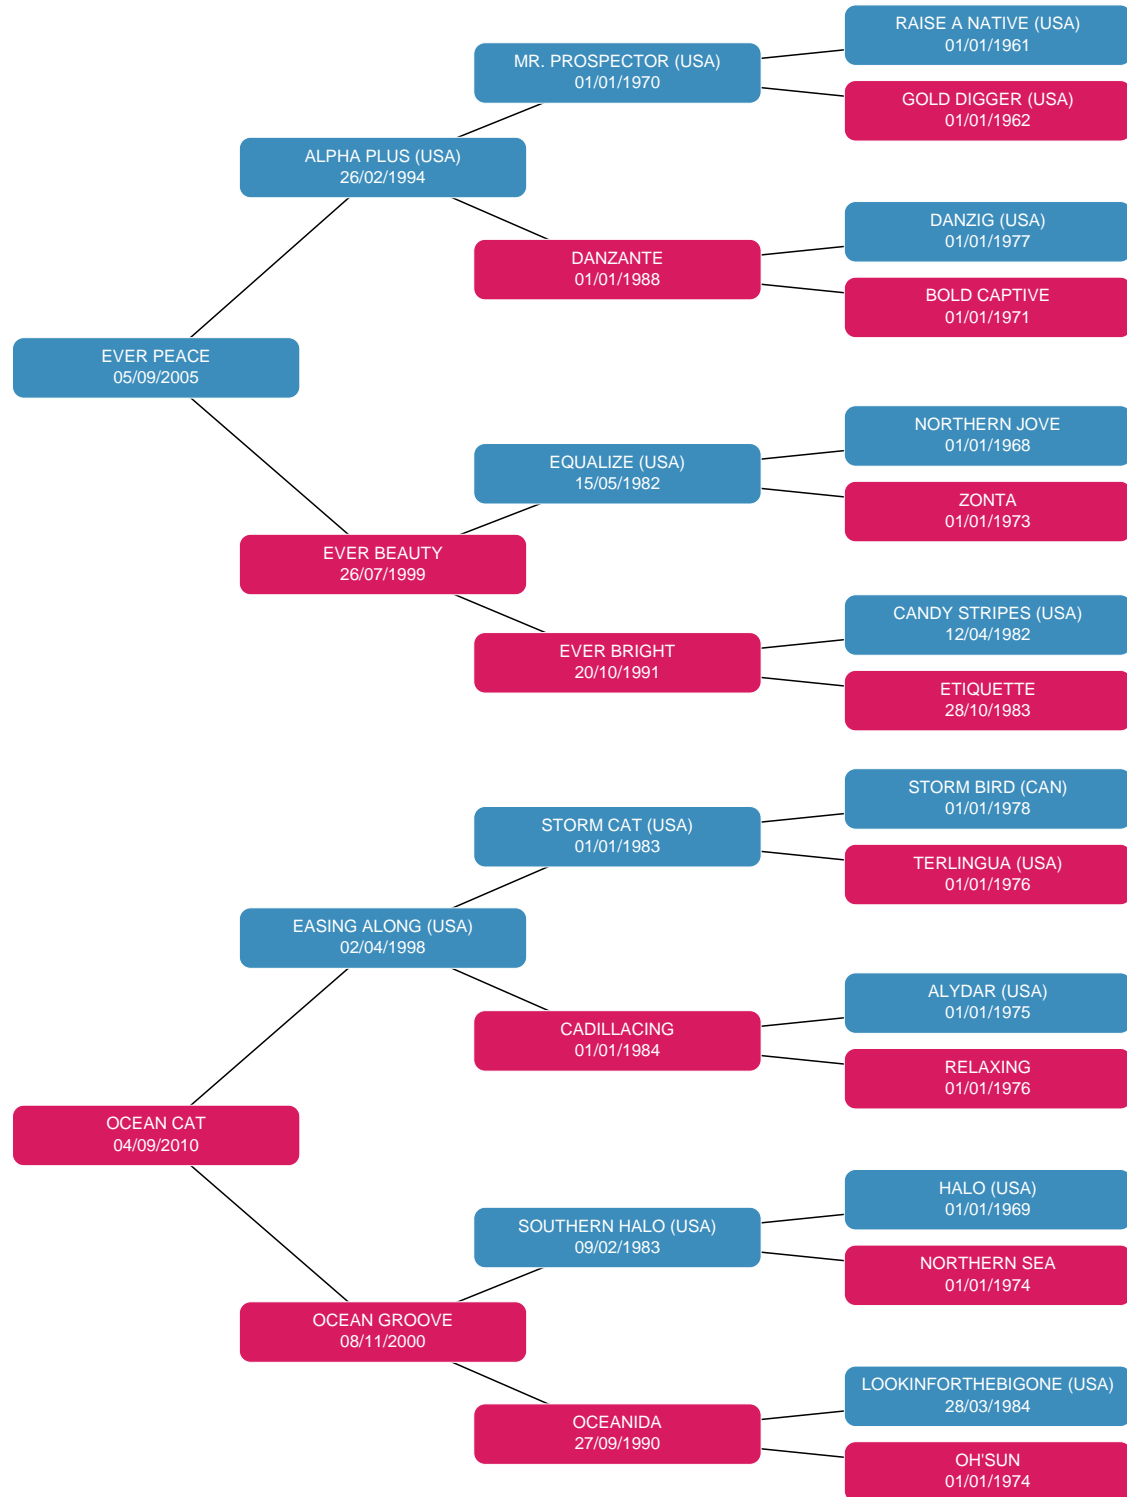 RAISE A NATIVE (USA)
01/01/1961
MR. PROSPECTOR (USA)
01/01/1970
GOLD DIGGER (USA)
01/01/1962
ALPHA PLUS (USA)
26/02/1994
DANZIG (USA)
01/01/1977
DANZANTE
01/01/1988
BOLD CAPTIVE
01/01/1971
EVER PEACE
05/09/2005
NORTHERN JOVE
01/01/1968
EQUALIZE (USA)
15/05/1982
ZONTA
01/01/1973
EVER BEAUTY
26/07/1999
CANDY STRIPES (USA)
12/04/1982
EVER BRIGHT
20/10/1991
ETIQUETTE
28/10/1983
STORM BIRD (CAN)
01/01/1978
STORM CAT (USA)
01/01/1983
TERLINGUA (USA)
01/01/1976
EASING ALONG (USA)
02/04/1998
ALYDAR (USA)
01/01/1975
CADILLACING
01/01/1984
RELAXING
01/01/1976
OCEAN CAT
04/09/2010
HALO (USA)
01/01/1969
SOUTHERN HALO (USA)
09/02/1983
NORTHERN SEA
01/01/1974
OCEAN GROOVE
08/11/2000
LOOKINFORTHEBIGONE (USA)
28/03/1984
OCEANIDA
27/09/1990
OH'SUN
01/01/1974